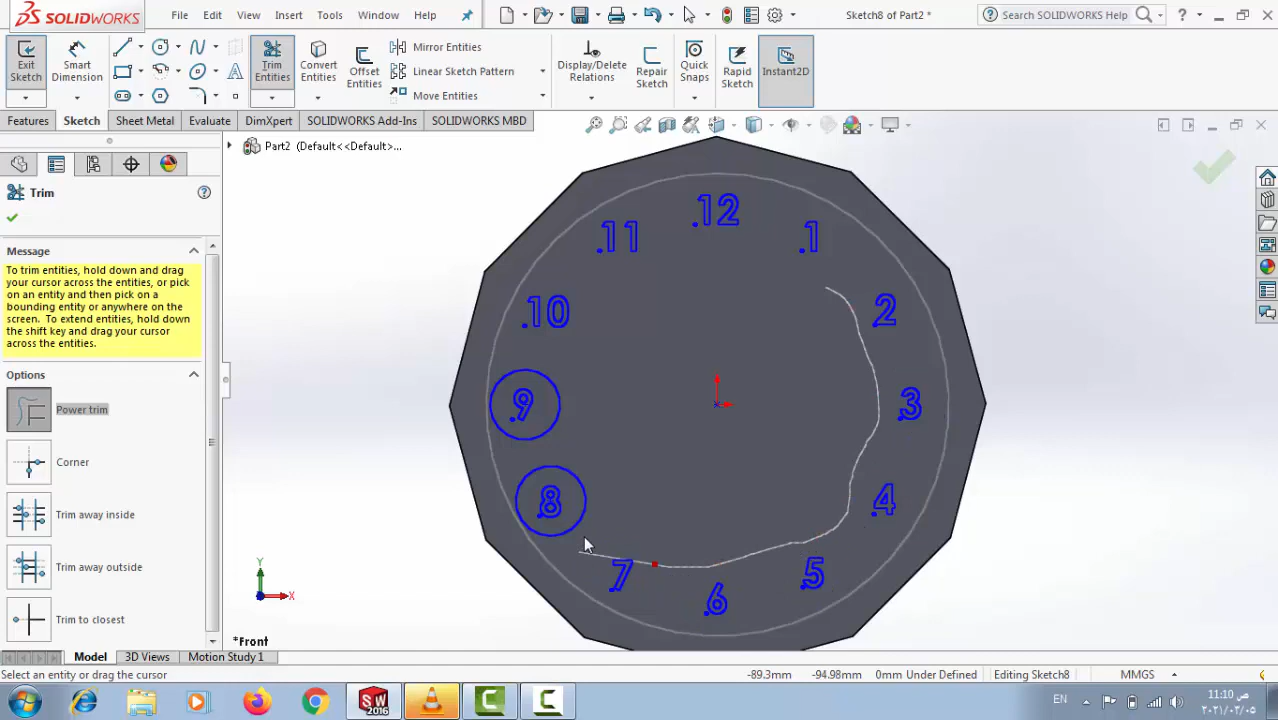 SOLIDWORKS
File
Edit
View
Insert
Tools
Window
Help
Sketch8 of Part2 *
Search SOLIDWORKS Help
Exit Sketch
Smart Dimension
Trim Entities
Convert Entities
Offset Entities
Mirror Entities
Linear Sketch Pattern
Move Entities
Display/Delete Relations
Repair Sketch
Quick Snaps
Rapid Sketch
Instant2D
Features
Sketch
Sheet Metal
Evaluate
DimXpert
SOLIDWORKS Add-Ins
SOLIDWORKS MBD
Part2 (Default<<Default>...
Trim
Message
To trim entities, hold down and drag
your cursor across the entities, or pick
on an entity and then pick on a
bounding entity or anywhere on the
screen. To extend entities, hold down
the shift key and drag your cursor
across the entities.
Options
Power trim
Corner
Trim away inside
Trim away outside
Trim to closest
.12
.1
.2
.3
.4
.5
.6
.7
.8
.9
.10
.11
Y
X
*Front
Model
3D Views
Motion Study 1
Select an entity or drag the cursor
-89.3mm
-94.98mm
0mm Under Defined
Editing Sketch8
MMGS
SW 2016
EN
11:10 ص
٢٠٢١/٠٣/٠٥